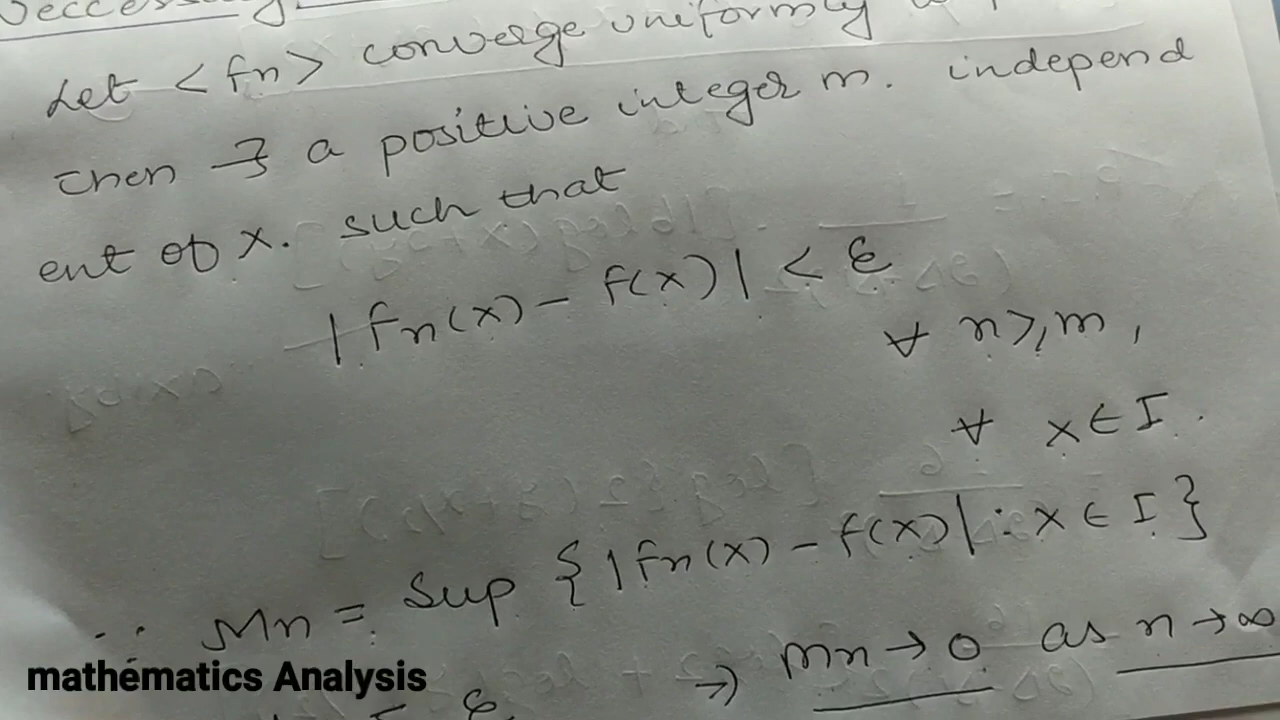 Let <fn> converge uniformly
then ∃ a positive integer m. independ
ent of x. such that
|fn(x) - f(x)| < ε
∀ n ≥ m,
∀ x ∈ I.
∴ Mn = Sup {|fn(x) - f(x)| : x ∈ I}
⇒ Mn → 0 as n → ∞
mathematics Analysis
ε